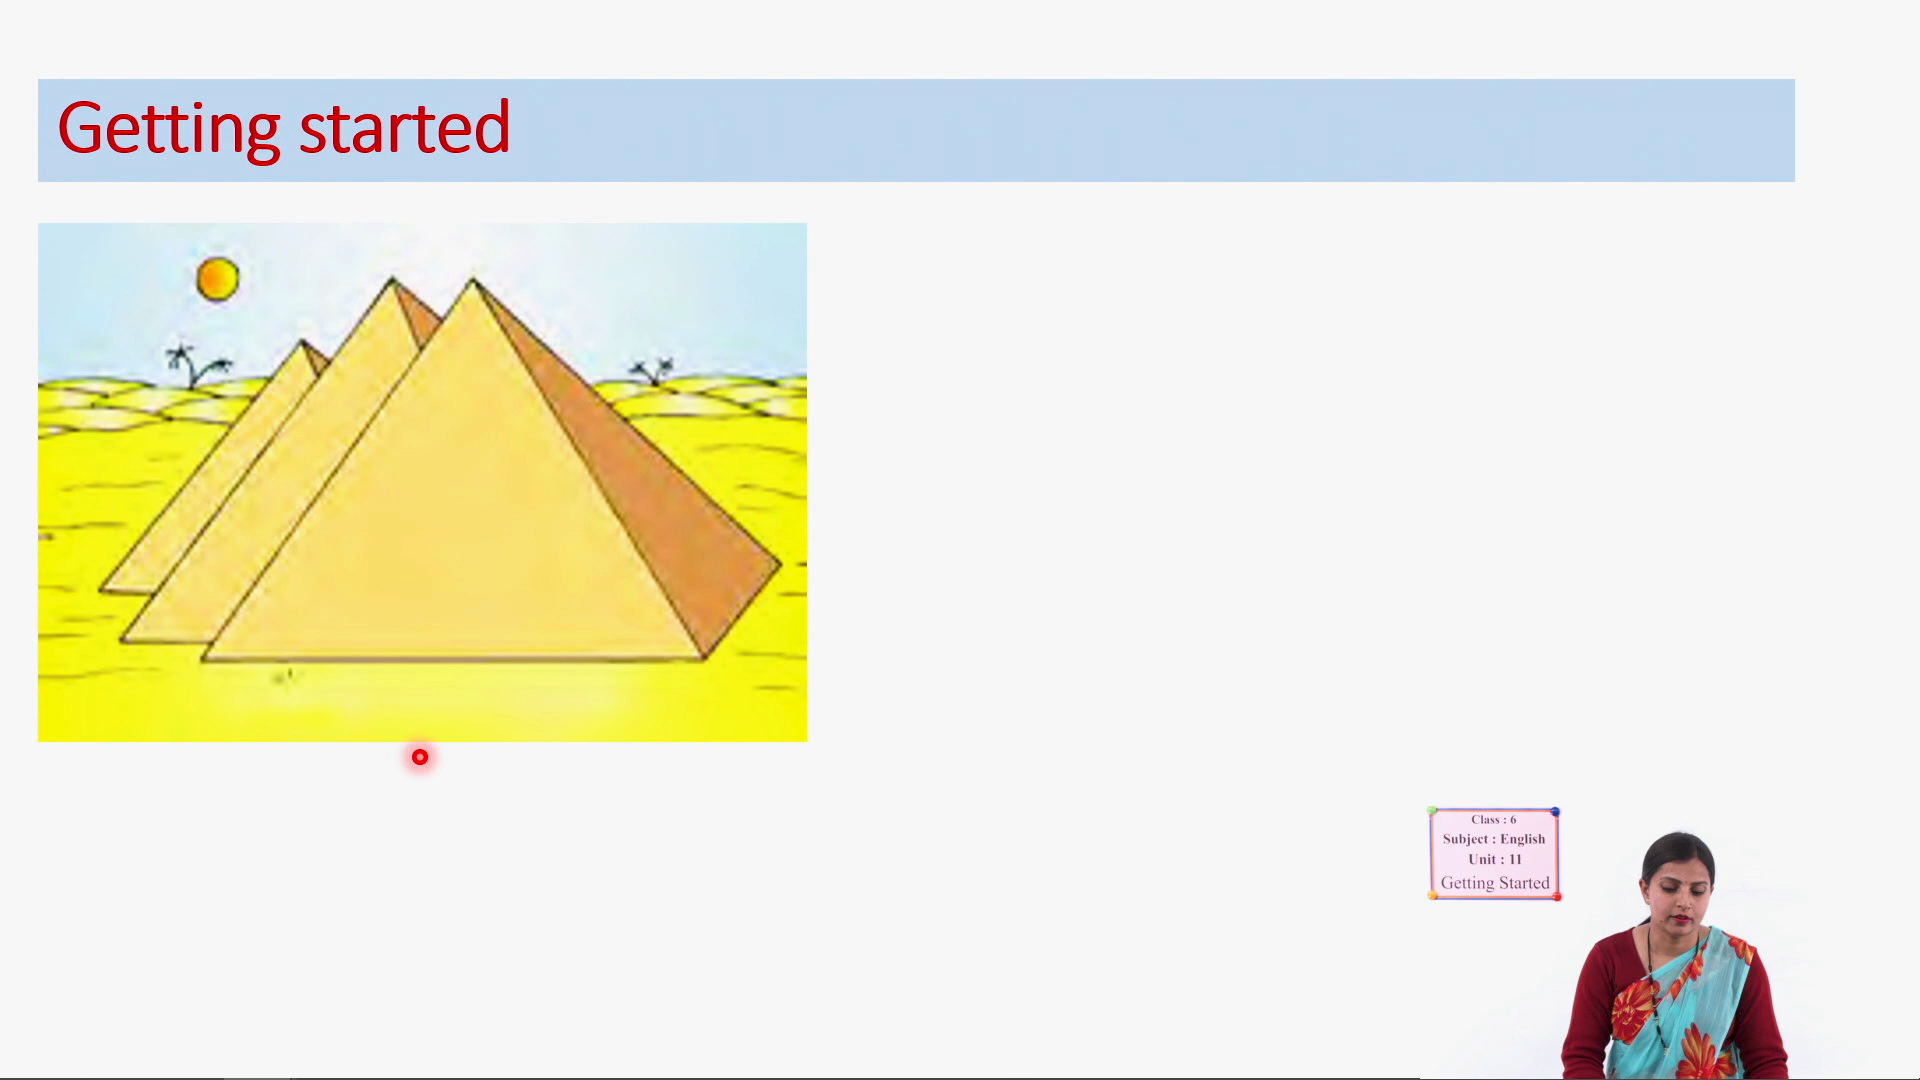 Getting started
Class : 6
Subject : English
Unit : 11
Getting Started